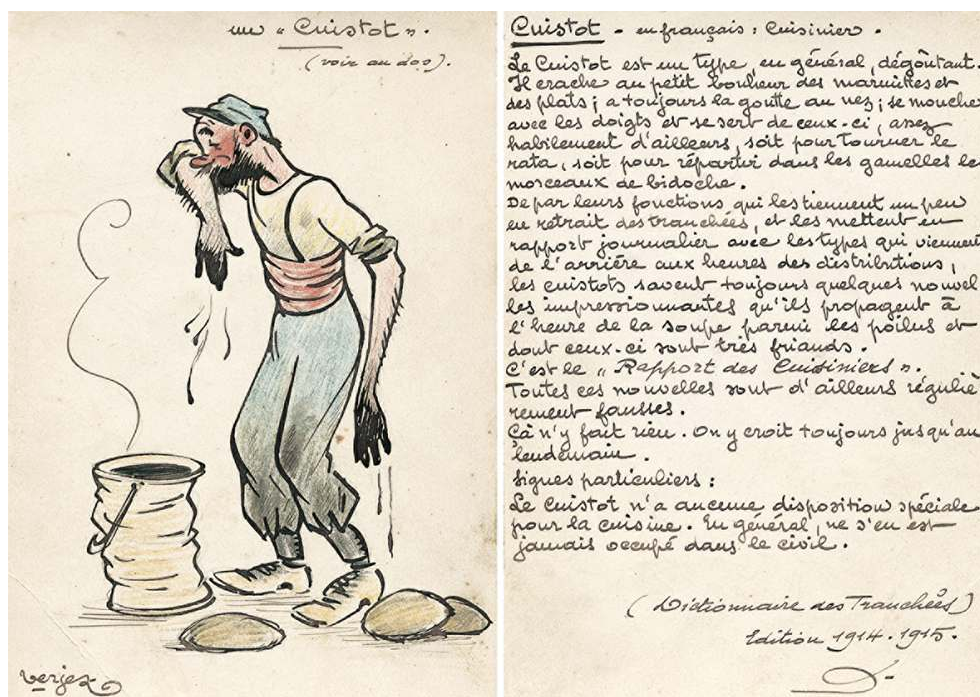 un "Cuistot".
(voir au dos).
verjez
Cuistot - en français : Cuisinier.
Le Cuistot est un type, en général, dégoûtant.
Il crache au petit bonheur des marmittes et
des plats ; a toujours la goutte au nez ; se mouche
avec les doigts et se sert de ceux-ci, assez
habilement d'ailleurs, soit pour tourner le
rata, soit pour répartir dans les gamelles le
morceaux de bidoche.
De par leurs fonctions qui les tiennent un peu
en retrait des tranchées, et les mettent en
rapport journalier avec les types qui viennent
de l'arrière aux heures des distributions,
les cuistots savent toujours quelques nouvel
les impressionnantes qu'ils propagent à
l'heure de la soupe parmi les poilus et
dont ceux-ci sont très friands.
C'est le "Rapport des Cuisiniers".
Toutes ces nouvelles sont d'ailleurs réguliè
rement fausses.
Çà n'y fait rien. On y croit toujours jusqu'au
lendemain.
Signes particuliers :
Le Cuistot n'a aucune disposition spéciale
pour la cuisine. En général, ne s'en est
jamais occupé dans le civil.
(Dictionnaire des Tranchées)
Edition 1914-1915.